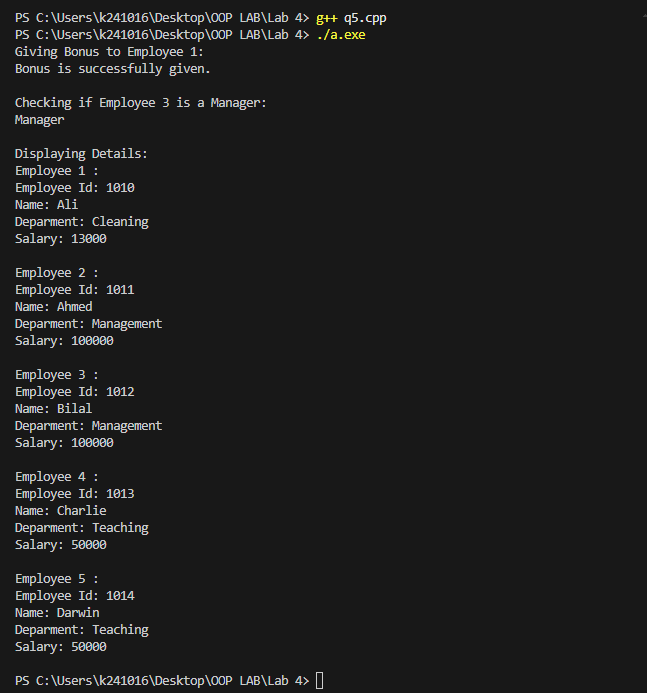 PS C:\Users\k241016\Desktop\OOP LAB\Lab 4> g++ q5.cpp
PS C:\Users\k241016\Desktop\OOP LAB\Lab 4> ./a.exe
Giving Bonus to Employee 1:
Bonus is successfully given.

Checking if Employee 3 is a Manager:
Manager

Displaying Details:
Employee 1 :
Employee Id: 1010
Name: Ali
Deparment: Cleaning
Salary: 13000

Employee 2 :
Employee Id: 1011
Name: Ahmed
Deparment: Management
Salary: 100000

Employee 3 :
Employee Id: 1012
Name: Bilal
Deparment: Management
Salary: 100000

Employee 4 :
Employee Id: 1013
Name: Charlie
Deparment: Teaching
Salary: 50000

Employee 5 :
Employee Id: 1014
Name: Darwin
Deparment: Teaching
Salary: 50000

PS C:\Users\k241016\Desktop\OOP LAB\Lab 4>